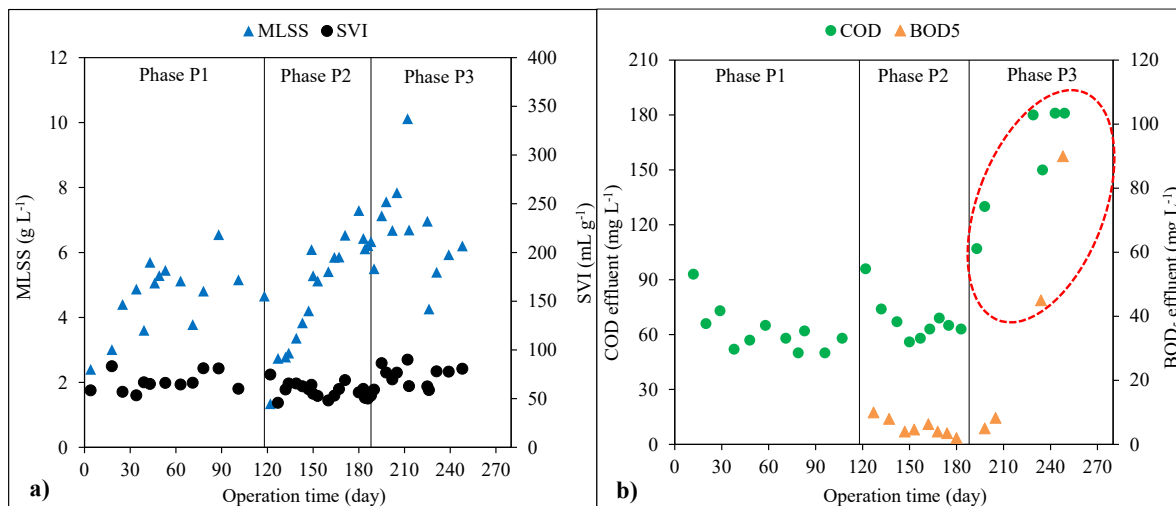 MLSS SVI
12 400
Phase P1 Phase P2 Phase P3
350
10
300
8
250
6 200
150
4
100
2
50
0 0
0 30 60 90 120 150 180 210 240 270
MLSS (g L-1)
SVI (mL g-1)
a)
Operation time (day)
COD BOD5
210 120
Phase P1 Phase P2 Phase P3
180 100
150
80
120
60
90
40
60
30 20
0 0
0 30 60 90 120 150 180 210 240 270
COD effluent (mg L-1)
BOD5 effluent (mg L-1)
b)
Operation time (day)